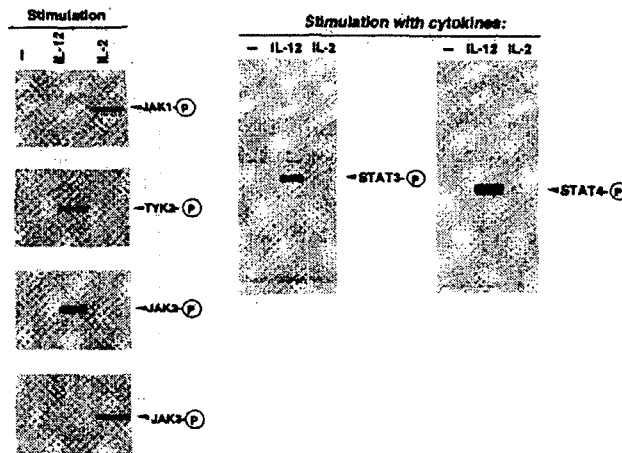 Stimulation
– IL-12 IL-2
JAK1-P
TYK2-P
JAK2-P
JAK3-P
Stimulation with cytokines:
– IL-12 IL-2
STAT3-P
– IL-12 IL-2
STAT4-P